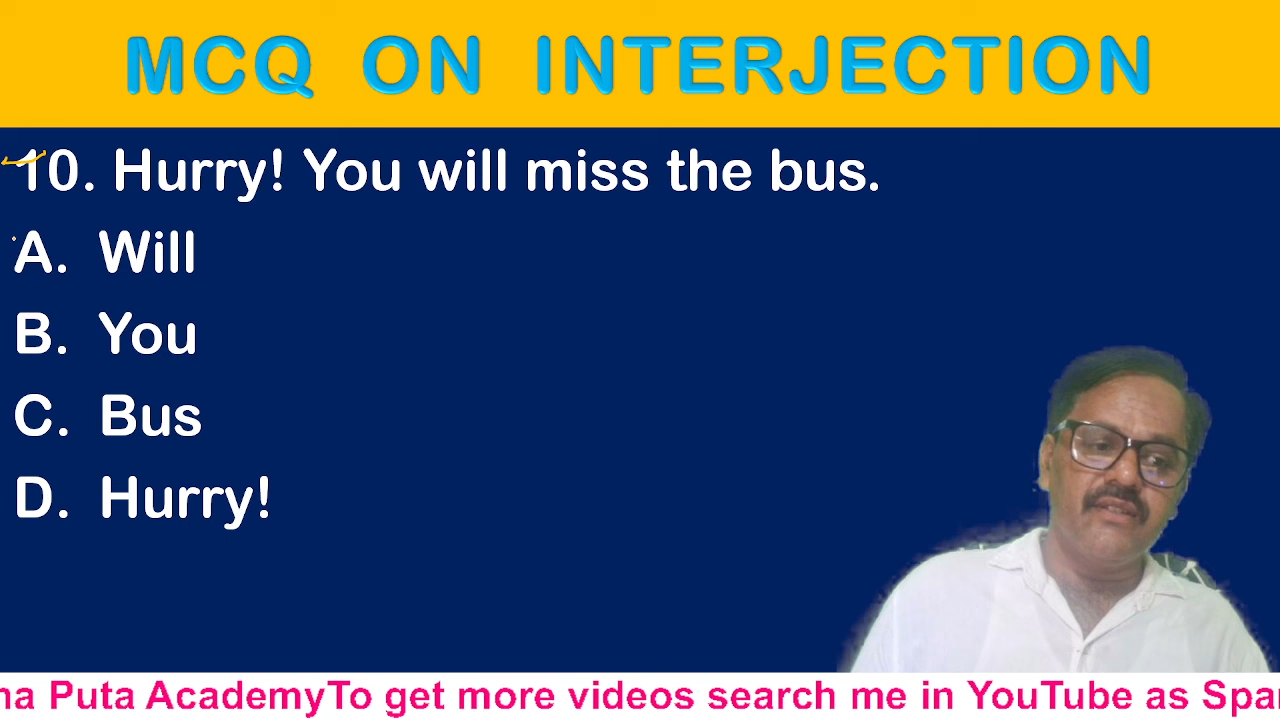 MCQ ON INTERJECTION
10. Hurry! You will miss the bus.
A. Will
B. You
C. Bus
D. Hurry!
Puta AcademyTo get more videos search me in YouTube as